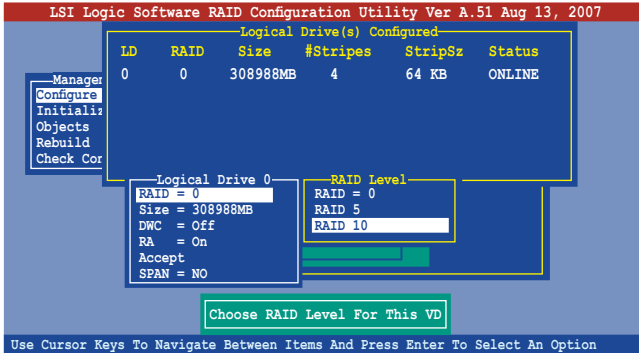 LSI Logic Software RAID Configuration Utility Ver A.51 Aug 13, 2007
Logical Drive(s) Configured
LD RAID Size #Stripes StripSz Status
0 0 308988MB 4 64 KB ONLINE
Manager
Configure
Initializ
Objects
Rebuild
Check Con
Logical Drive 0
RAID = 0
Size = 308988MB
DWC = Off
RA = On
Accept
SPAN = NO
RAID Level
RAID = 0
RAID 5
RAID 10
Choose RAID Level For This VD
Use Cursor Keys To Navigate Between Items And Press Enter To Select An Option